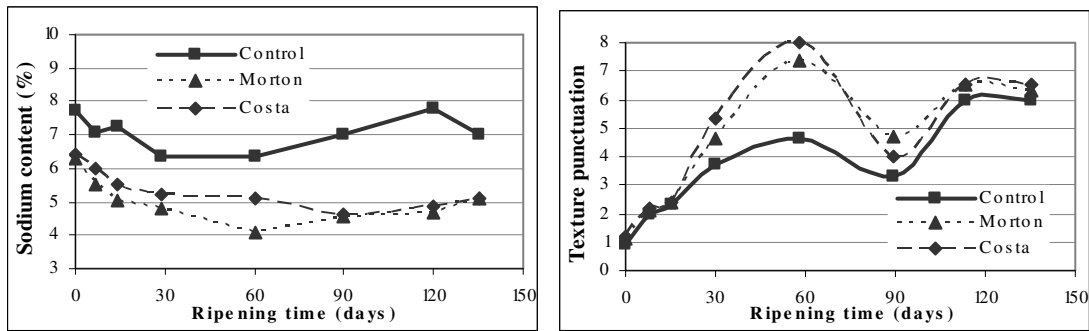 Sodium content (%)
10
9
8
7
6
5
4
3
Control
Morton
Costa
0 30 60 90 120 150
Ripening time (days)
Texture punctuation
8
7
6
5
4
3
2
1
0
Control
Morton
Costa
0 30 60 90 120 150
Ripening time (days)